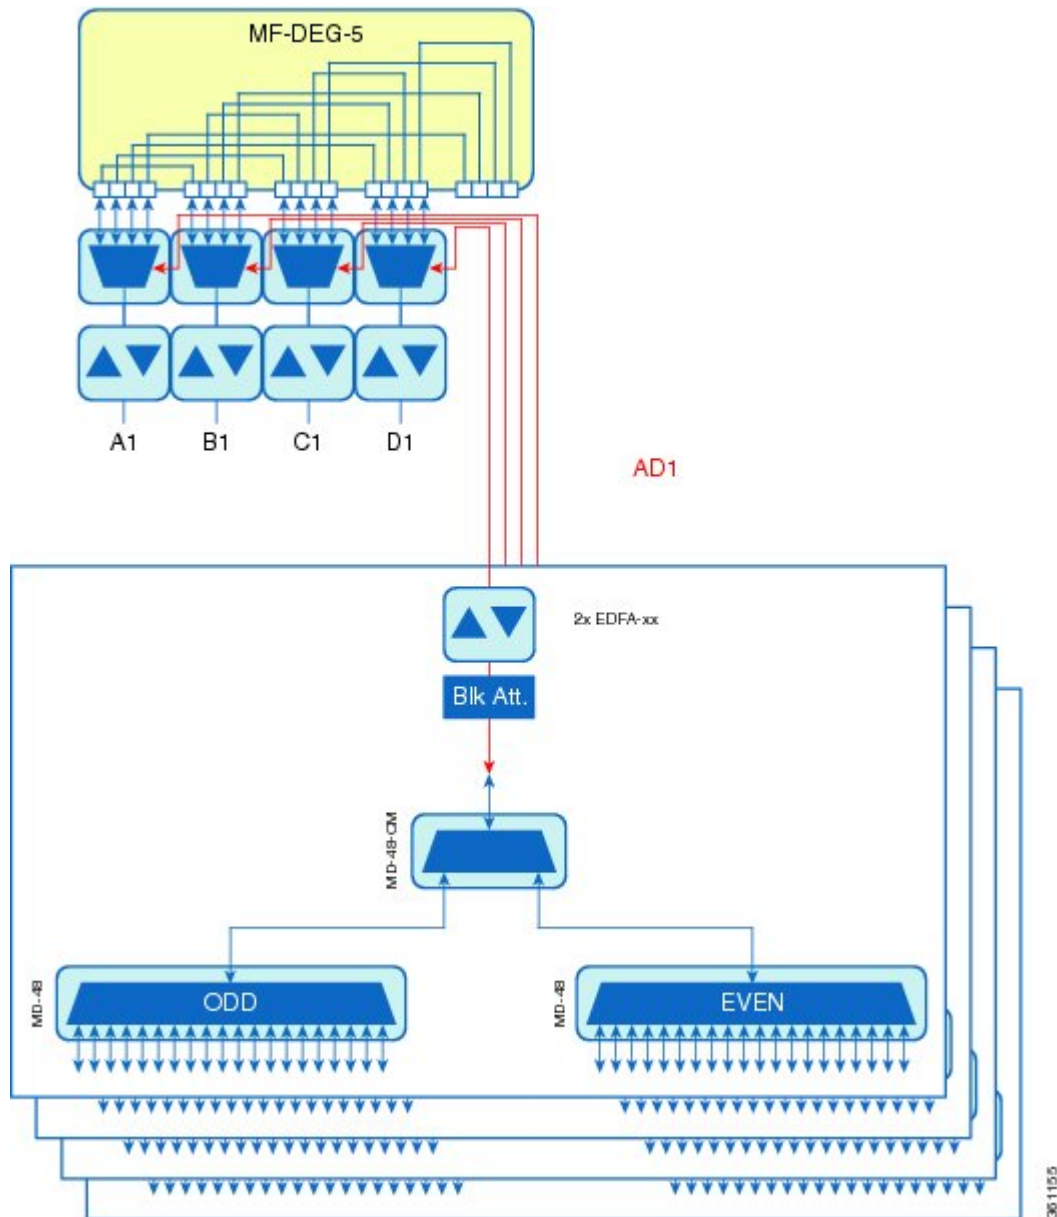 MF-DEG-5
A1
B1
C1
D1
AD1
2x EDFA-xx
Blk Att.
MD-48-CM
MD-48
ODD
MD-48
EVEN
361155